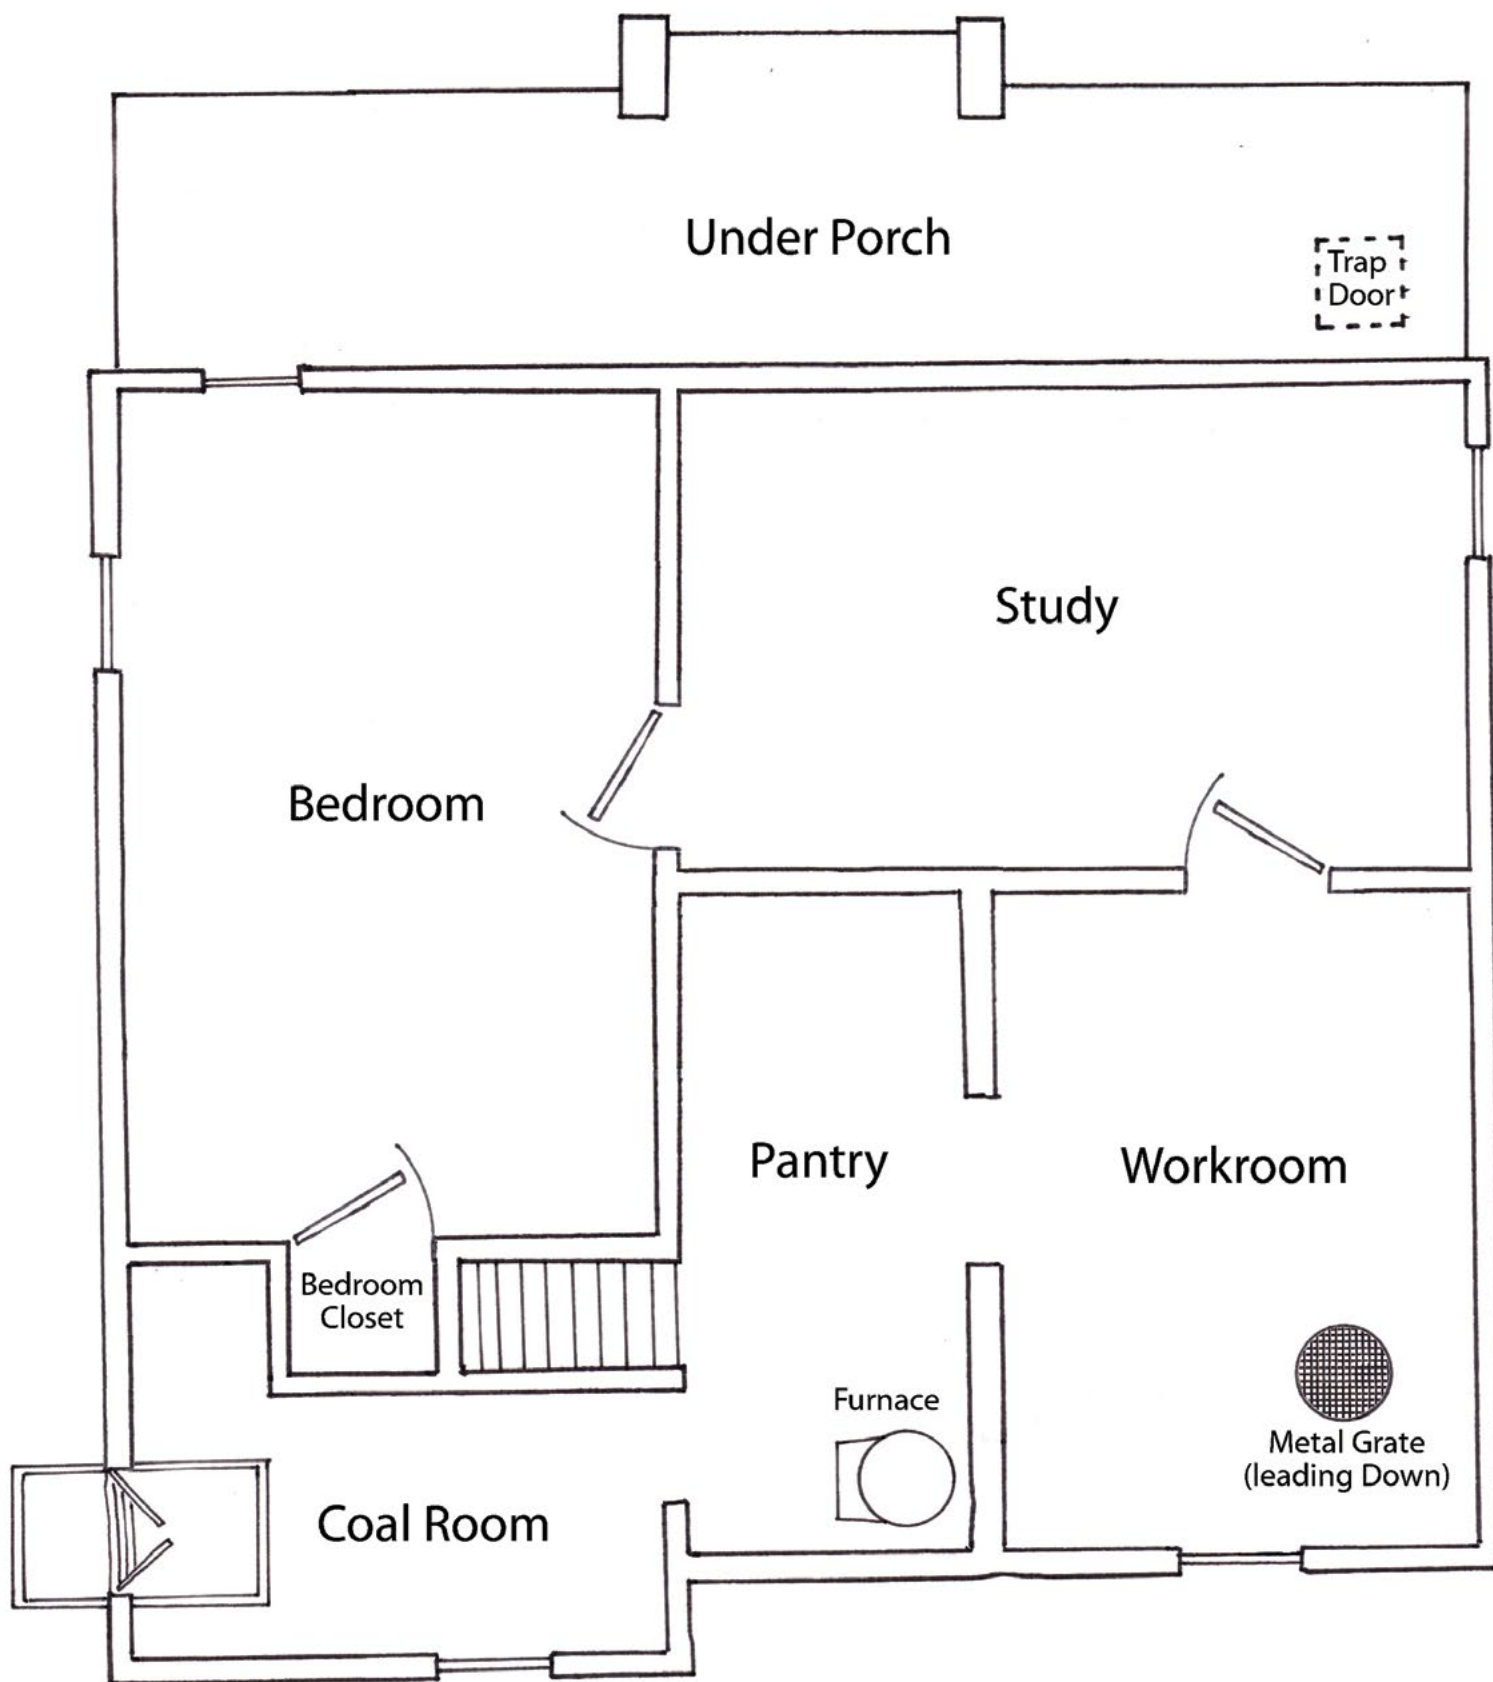 Under Porch
Trap
Door
Study
Bedroom
Pantry
Workroom
Bedroom
Closet
Furnace
Metal Grate
(leading Down)
Coal Room